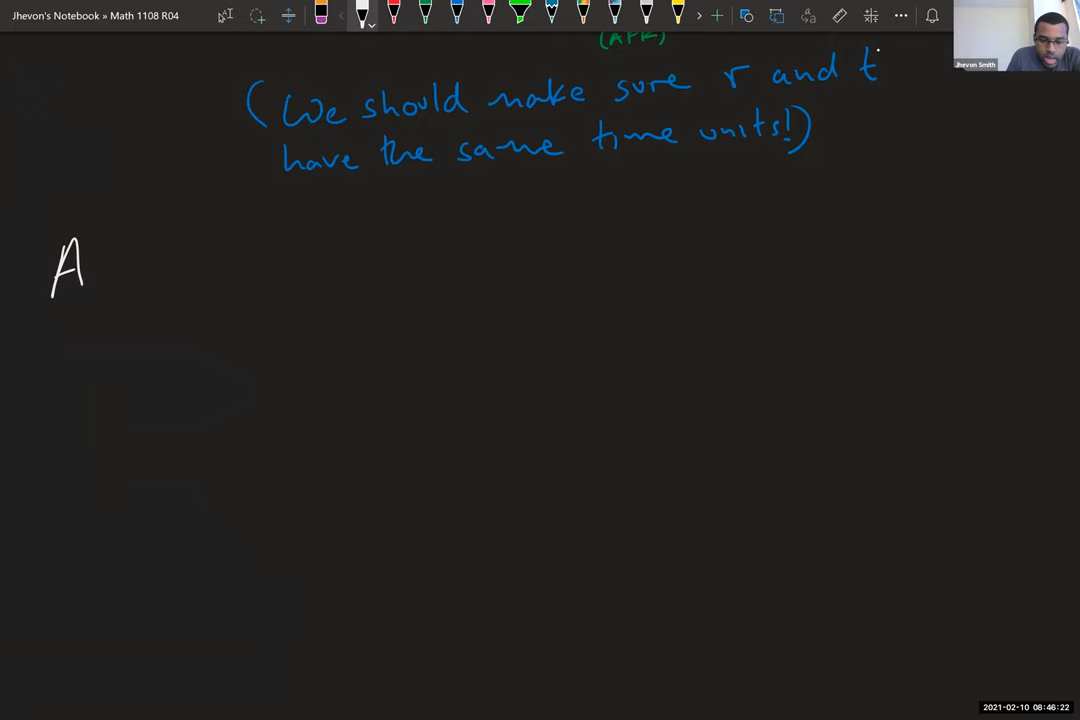 Jhevon's Notebook » Math 1108 R04
(APR)
(We should make sure r and t
have the same time units!)
A
Jhevon Smith
2021-02-10 08:46:22